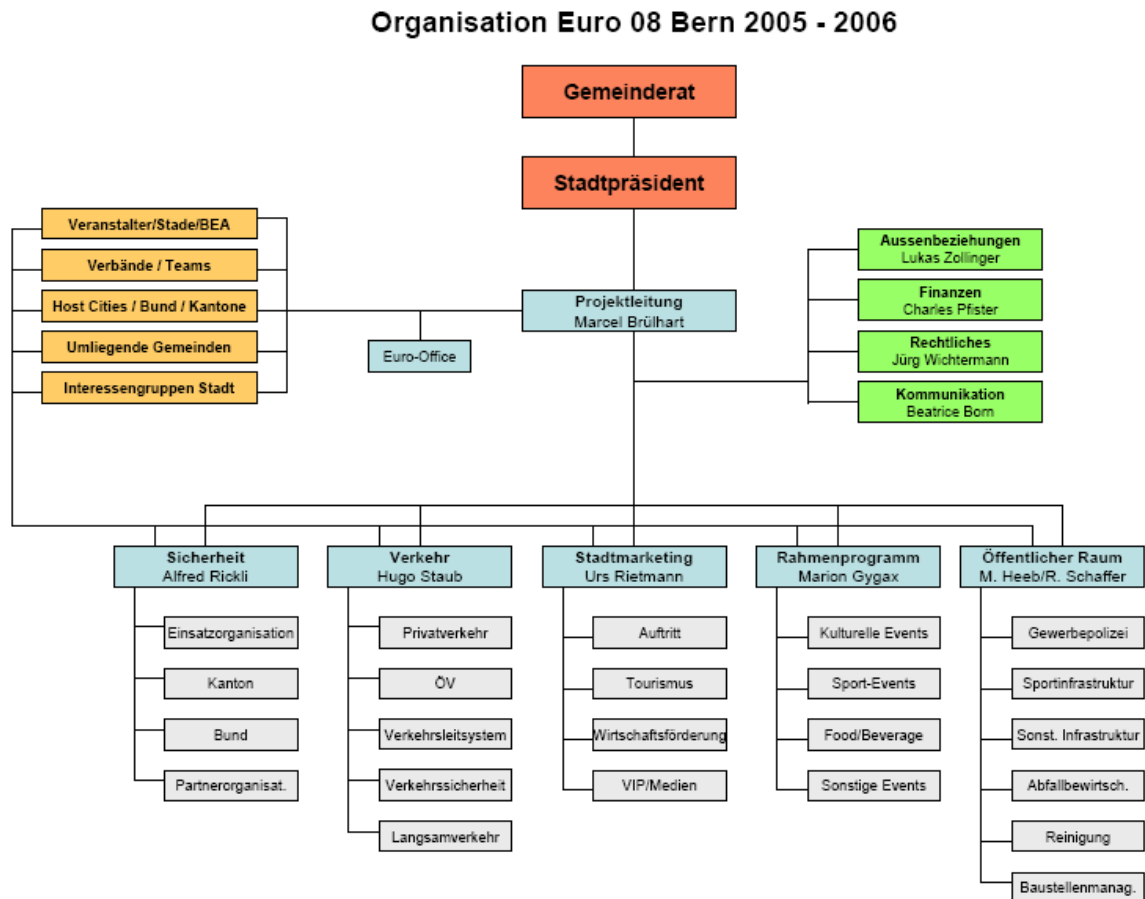 Organisation Euro 08 Bern 2005 - 2006
Gemeinderat
Stadtpräsident
Veranstalter/Stade/BEA
Verbände / Teams
Host Cities / Bund / Kantone
Umliegende Gemeinden
Interessengruppen Stadt
Euro-Office
Projektleitung
Marcel Brülhart
Aussenbeziehungen
Lukas Zollinger
Finanzen
Charles Pfister
Rechtliches
Jürg Wichtermann
Kommunikation
Beatrice Born
Sicherheit
Alfred Rickli
Einsatzorganisation
Kanton
Bund
Partnerorganisat.
Verkehr
Hugo Staub
Privatverkehr
ÖV
Verkehrsleitsystem
Verkehrssicherheit
Langsamverkehr
Stadtmarketing
Urs Rietmann
Auftritt
Tourismus
Wirtschaftsförderung
VIP/Medien
Rahmenprogramm
Marion Gygax
Kulturelle Events
Sport-Events
Food/Beverage
Sonstige Events
Öffentlicher Raum
M. Heeb/R. Schaffer
Gewerbepolizei
Sportinfrastruktur
Sonst. Infrastruktur
Abfallbewirtsch.
Reinigung
Baustellenmanag.